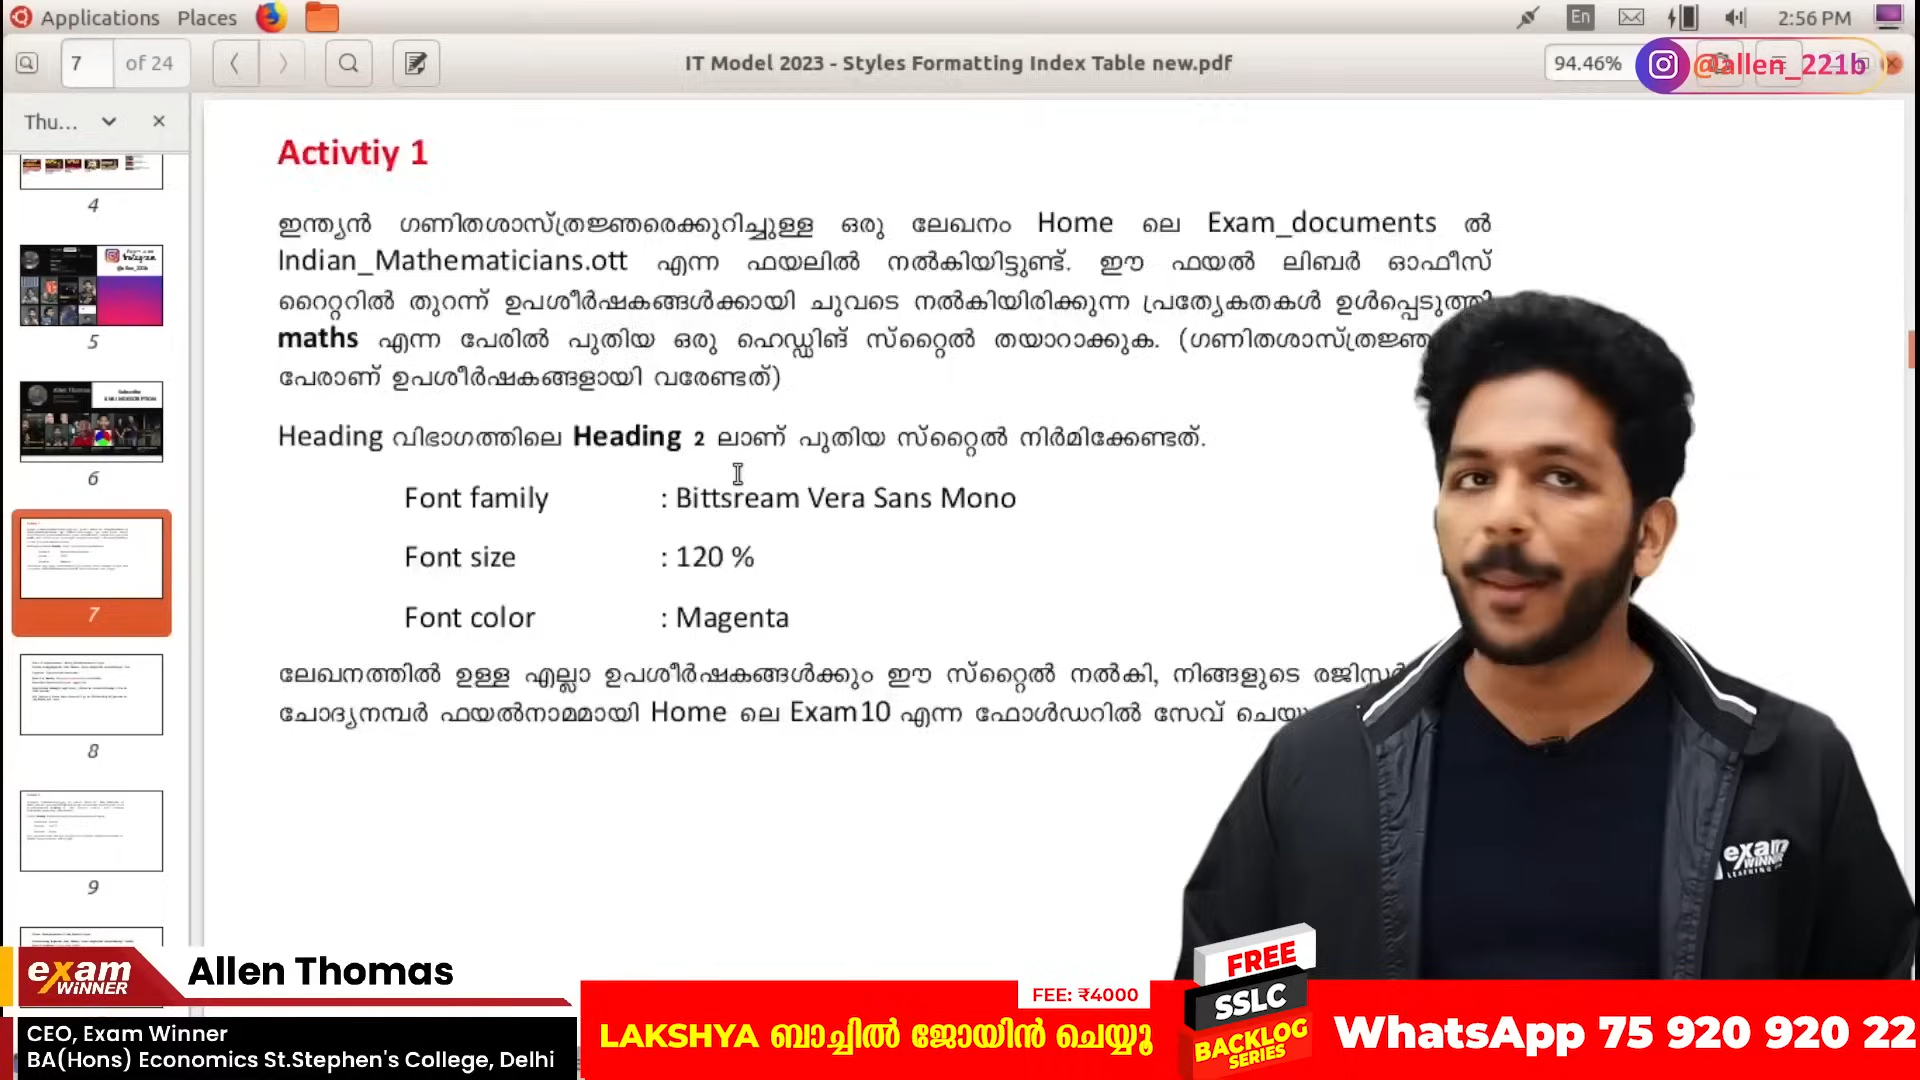 Applications Places
En
2:56 PM
7 of 24
IT Model 2023 - Styles Formatting Index Table new.pdf
94.46%
@allen_221b
Thu...
4
5
6
7
8
9
Activtiy 1
ഇന്ത്യൻ ഗണിതശാസ്ത്രജ്ഞരെക്കുറിച്ചുള്ള ഒരു ലേഖനം Home ലെ Exam_documents ൽ
Indian_Mathematicians.ott എന്ന ഫയലിൽ നൽകിയിട്ടുണ്ട്. ഈ ഫയൽ ലിബർ ഓഫീസ്
റൈറ്ററിൽ തുറന്ന് ഉപശീർഷകങ്ങൾക്കായി ചുവടെ നൽകിയിരിക്കുന്ന പ്രത്യേകതകൾ ഉൾപ്പെടുത്തി
maths എന്ന പേരിൽ പുതിയ ഒരു ഹെഡ്ഡിങ് സ്റ്റൈൽ തയാറാക്കുക. (ഗണിതശാസ്ത്രജ്ഞ
പേരാണ് ഉപശീർഷകങ്ങളായി വരേണ്ടത്)
Heading വിഭാഗത്തിലെ Heading 2 ലാണ് പുതിയ സ്റ്റൈൽ നിർമിക്കേണ്ടത്.
Font family : Bittsream Vera Sans Mono
Font size : 120 %
Font color : Magenta
ലേഖനത്തിൽ ഉള്ള എല്ലാ ഉപശീർഷകങ്ങൾക്കും ഈ സ്റ്റൈൽ നൽകി, നിങ്ങളുടെ രജിസ്റ്റർ
ചോദ്യനമ്പർ ഫയൽനാമമായി Home ലെ Exam10 എന്ന ഫോൾഡറിൽ സേവ്
exam WiNNER LEARNING
exam WiNNER
Allen Thomas
CEO, Exam Winner
BA(Hons) Economics St.Stephen's College, Delhi
FEE: ₹4000
LAKSHYA ബാച്ചിൽ ജോയിൻ ചെയ്യൂ
FREE
SSLC
BACKLOG
SERIES
WhatsApp 75 920 920 22